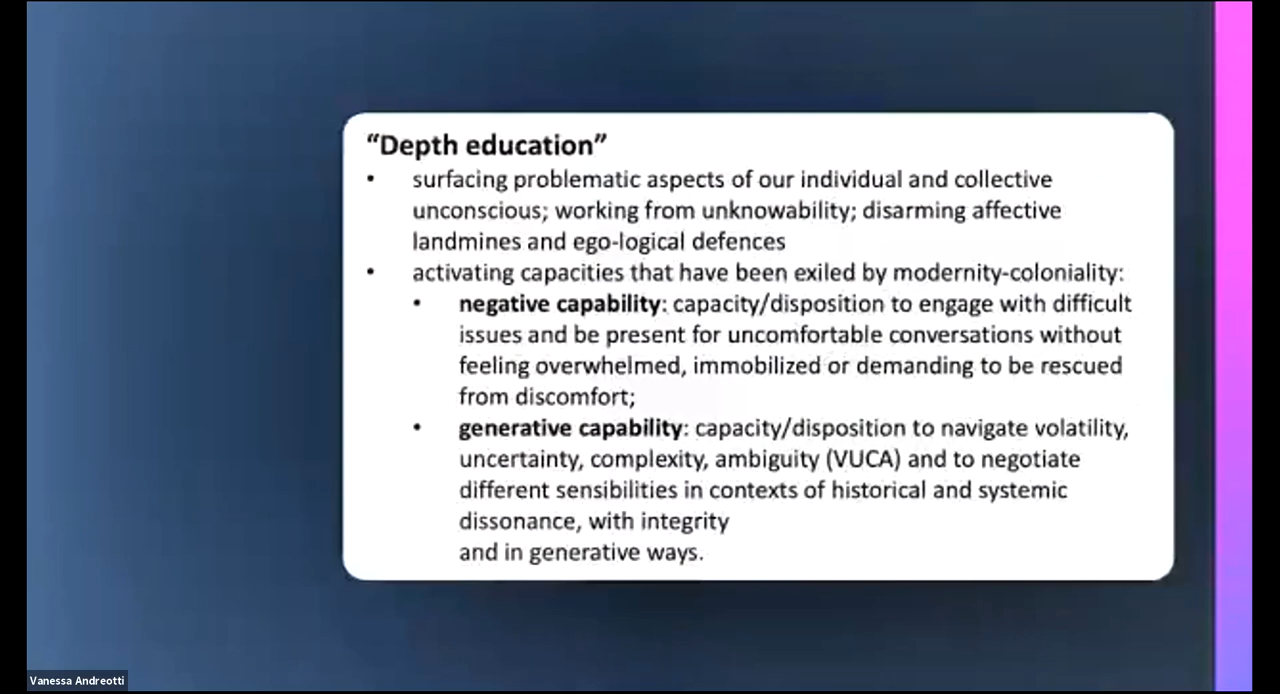 “Depth education”
• surfacing problematic aspects of our individual and collective
unconscious; working from unknowability; disarming affective
landmines and ego-logical defences
• activating capacities that have been exiled by modernity-coloniality:
• negative capability: capacity/disposition to engage with difficult
issues and be present for uncomfortable conversations without
feeling overwhelmed, immobilized or demanding to be rescued
from discomfort;
• generative capability: capacity/disposition to navigate volatility,
uncertainty, complexity, ambiguity (VUCA) and to negotiate
different sensibilities in contexts of historical and systemic
dissonance, with integrity
and in generative ways.
Vanessa Andreotti